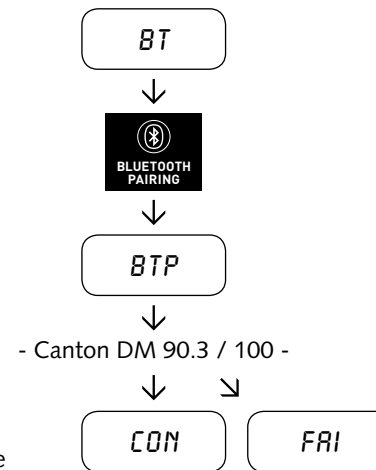 BT
BLUETOOTH
PAIRING
BTP
- Canton DM 90.3 / 100 -
CON FAI
e